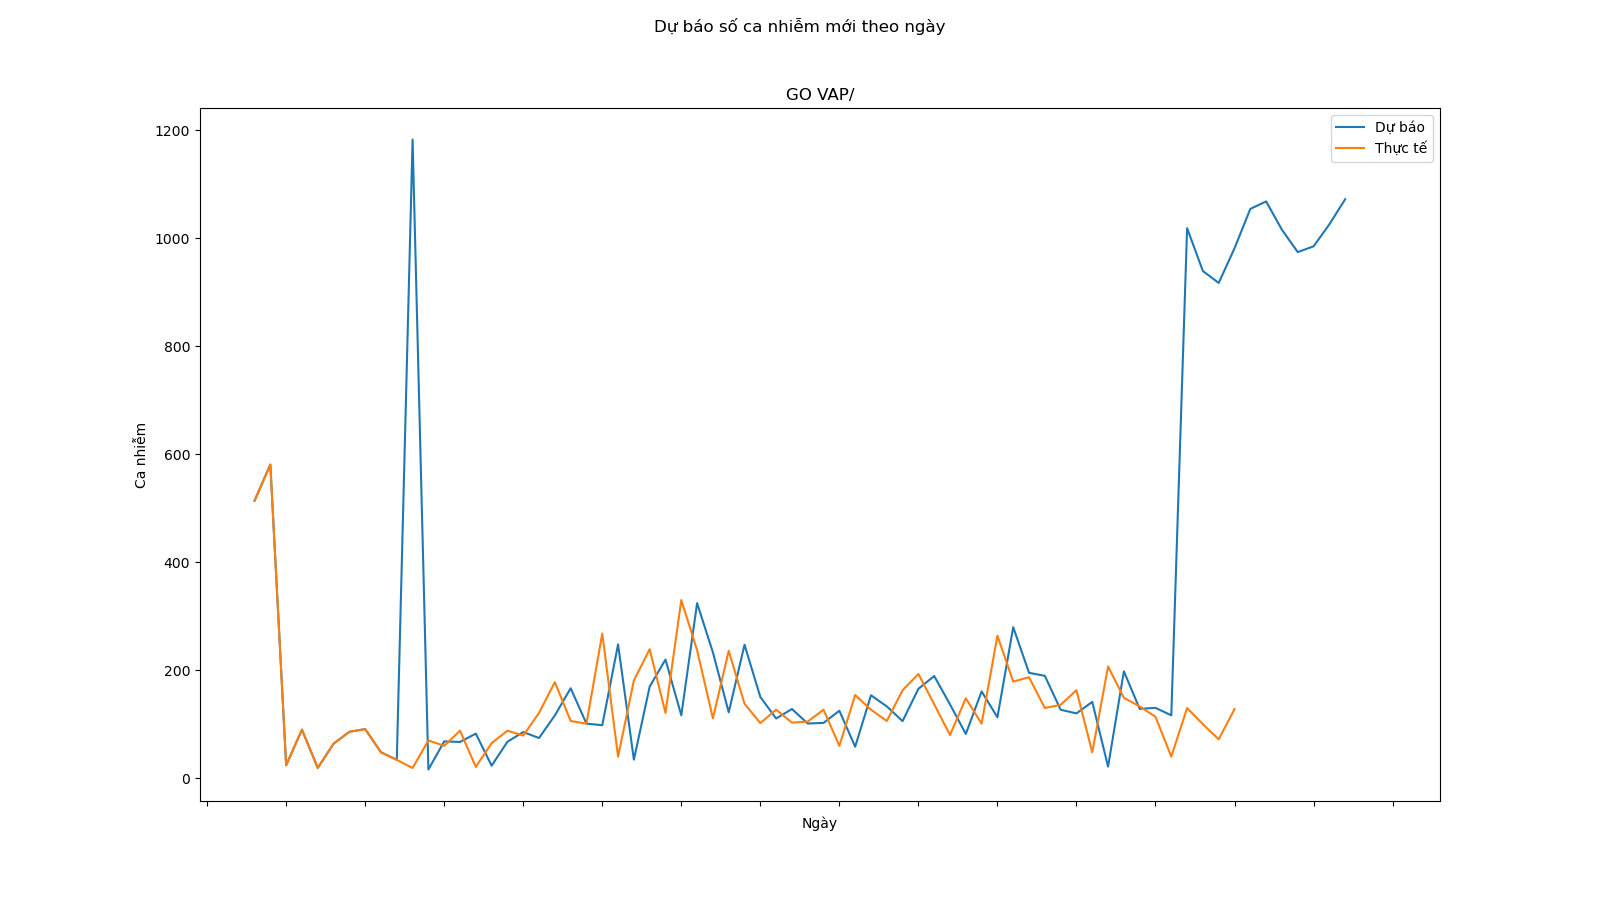 Dự báo số ca nhiễm mới theo ngày
GO VAP/
Dự báo
Thực tế
1200
1000
800
600
400
200
0
Ca nhiễm
Ngày